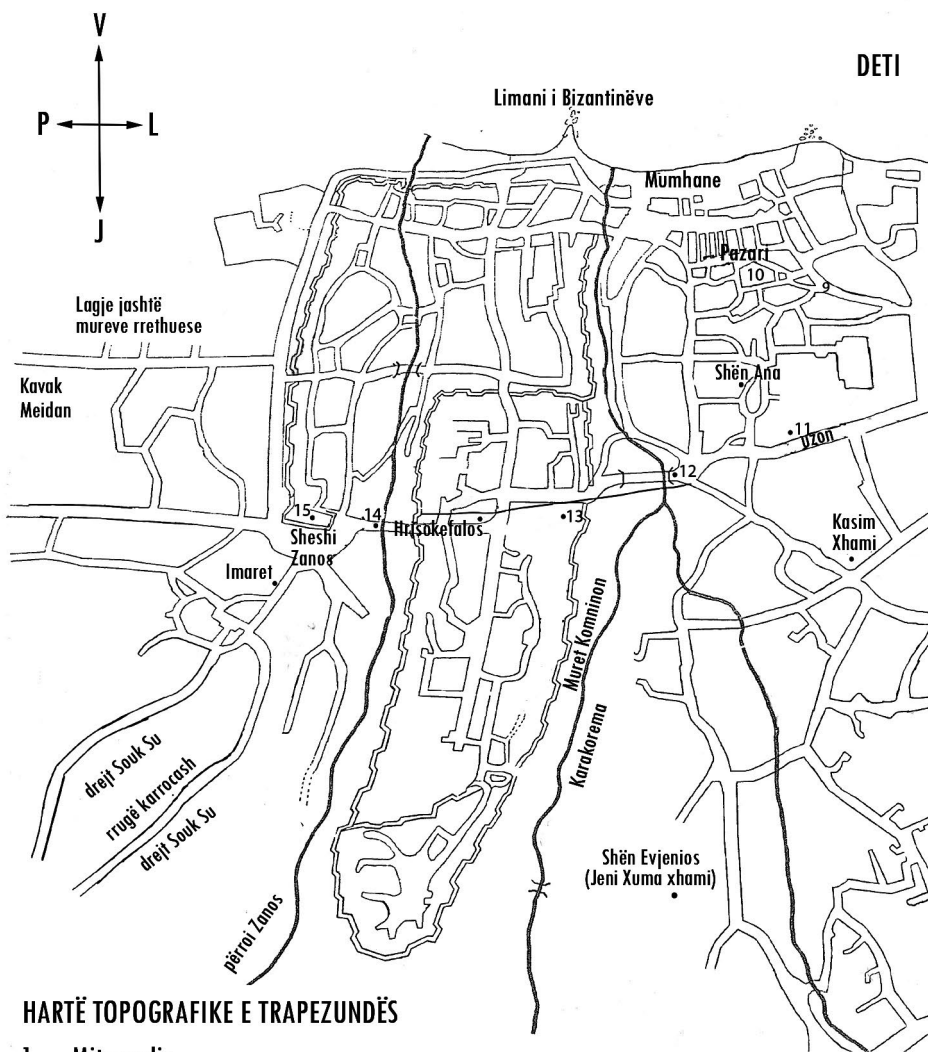 V
DETI
Limani i Bizantinëve
P
L
J
Mumhane
Pazari
10
9
Lagje jashtë
mureve rrethuese
Kavak
Meidan
Shën Ana
11
Uzon
12
15
14
Hrisokefalos
13
Sheshi
Zanos
Kasim
Xhami
Imaret
Muret Komninon
Karakorema
drejt Souk Su
rrugë karrocash
drejt Souk Su
Shën Evjenios
(Jeni Xuma xhami)
përroi Zanos
HARTË TOPOGRAFIKE E TRAPEZUNDËS